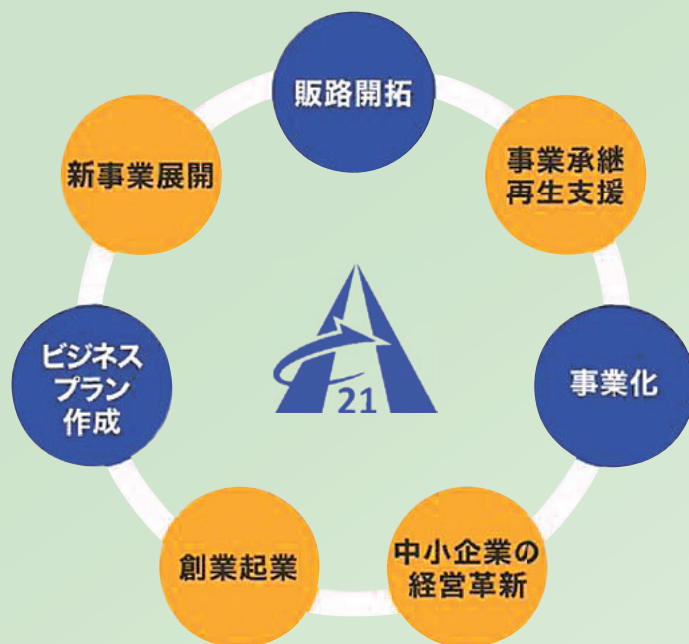 販路開拓
事業承継
再生支援
事業化
中小企業の
経営革新
創業起業
ビジネス
プラン
作成
新事業展開
21